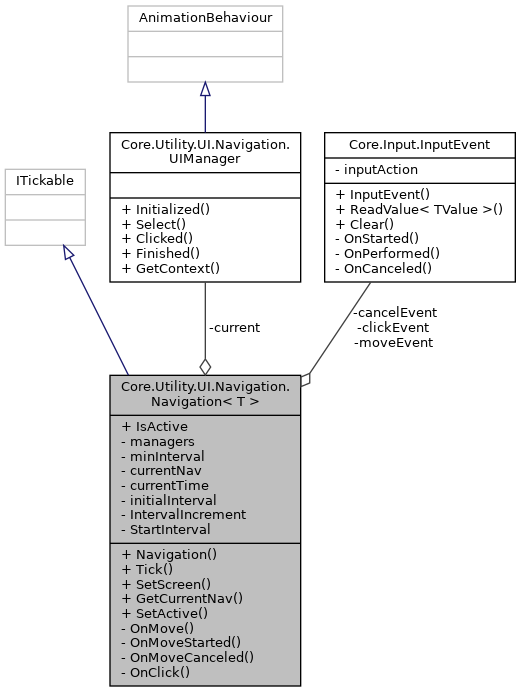 AnimationBehaviour
Core.Utility.UI.Navigation.
UIManager
+ Initialized()
+ Select()
+ Clicked()
+ Finished()
+ GetContext()
Core.Input.InputEvent
- inputAction
+ InputEvent()
+ ReadValue< TValue >()
+ Clear()
- OnStarted()
- OnPerformed()
- OnCanceled()
ITickable
-current
-cancelEvent
-clickEvent
-moveEvent
Core.Utility.UI.Navigation.
Navigation< T >
+ IsActive
- managers
- minInterval
- currentNav
- currentTime
- initialInterval
- IntervalIncrement
- StartInterval
+ Navigation()
+ Tick()
+ SetScreen()
+ GetCurrentNav()
+ SetActive()
- OnMove()
- OnMoveStarted()
- OnMoveCanceled()
- OnClick()